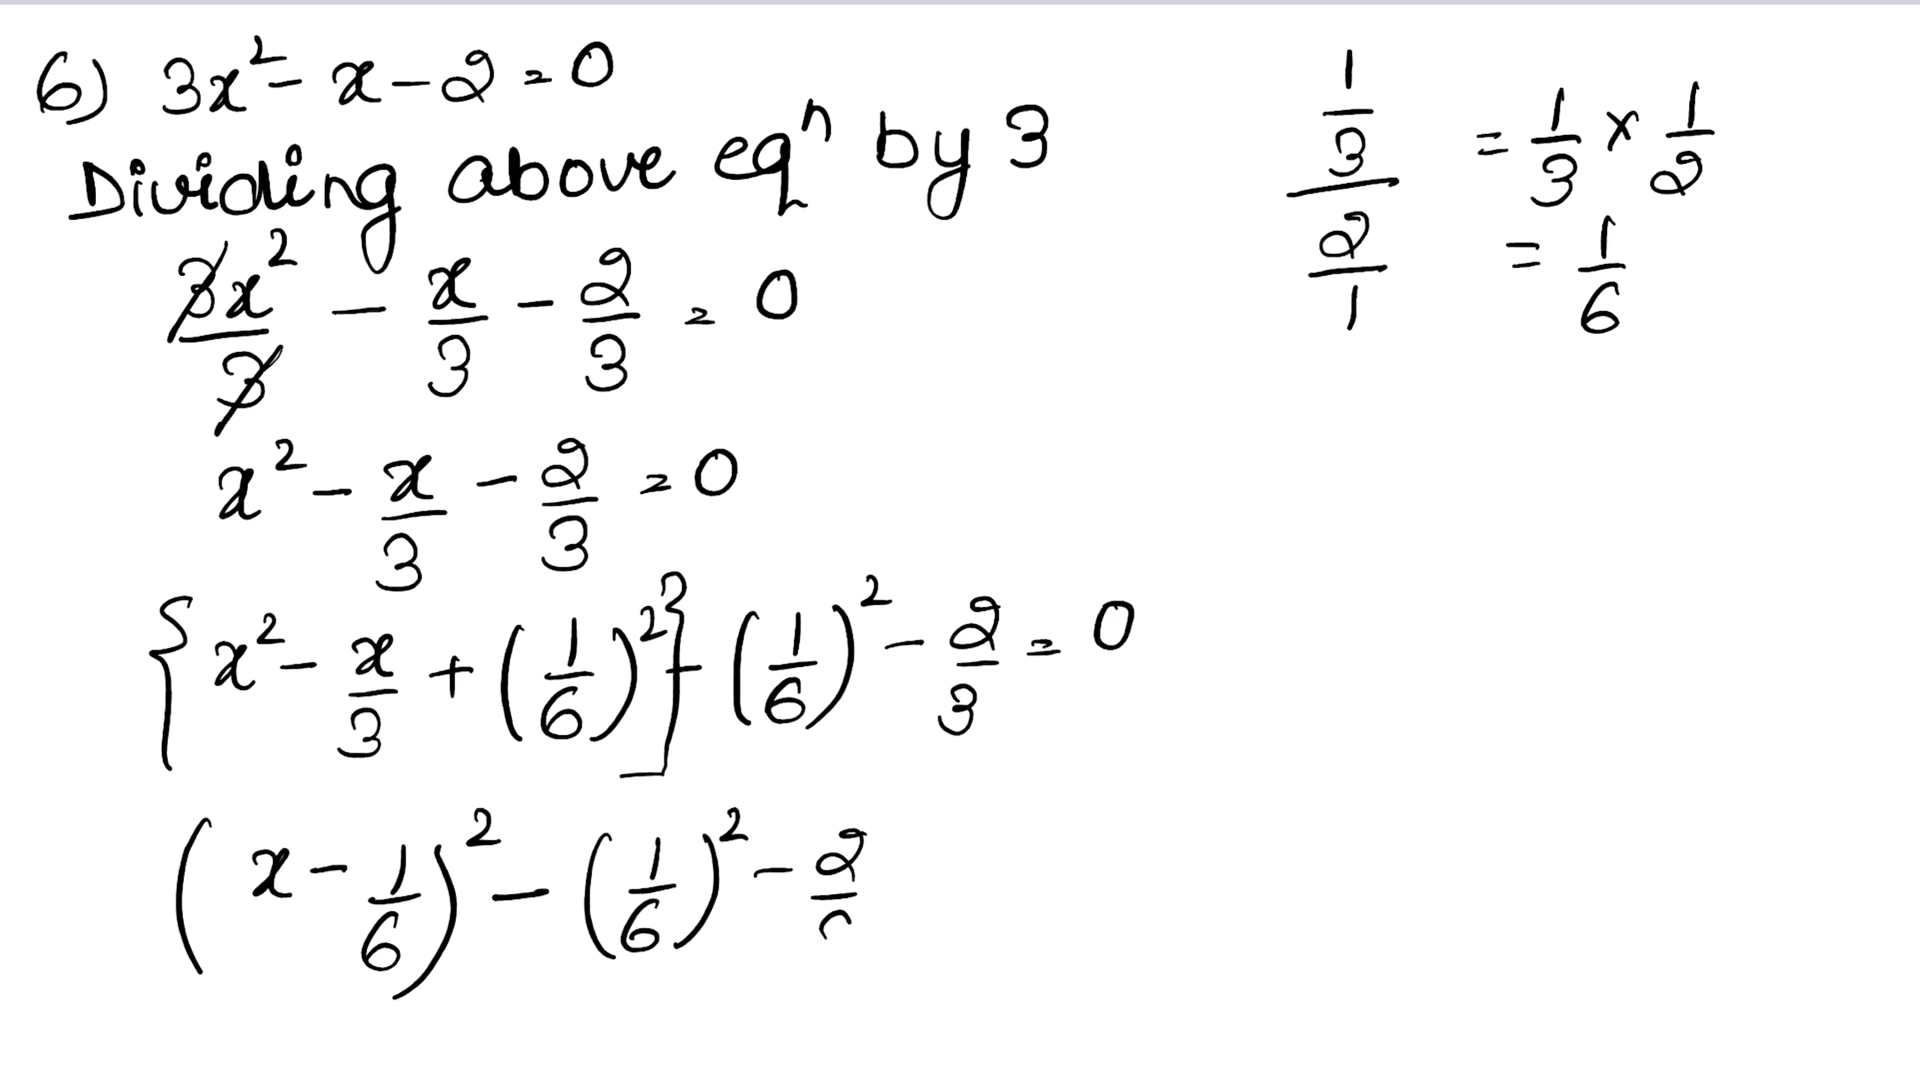 6) 3x² - x - 2 = 0
Dividing above eqⁿ by 3
3x²/3 - x/3 - 2/3 = 0
x² - x/3 - 2/3 = 0
{x² - x/3 + (1/6)²} - (1/6)² - 2/3 = 0
(x - 1/6)² - (1/6)² - 2/
(1/3)/(2/1) = 1/3 × 1/2
= 1/6